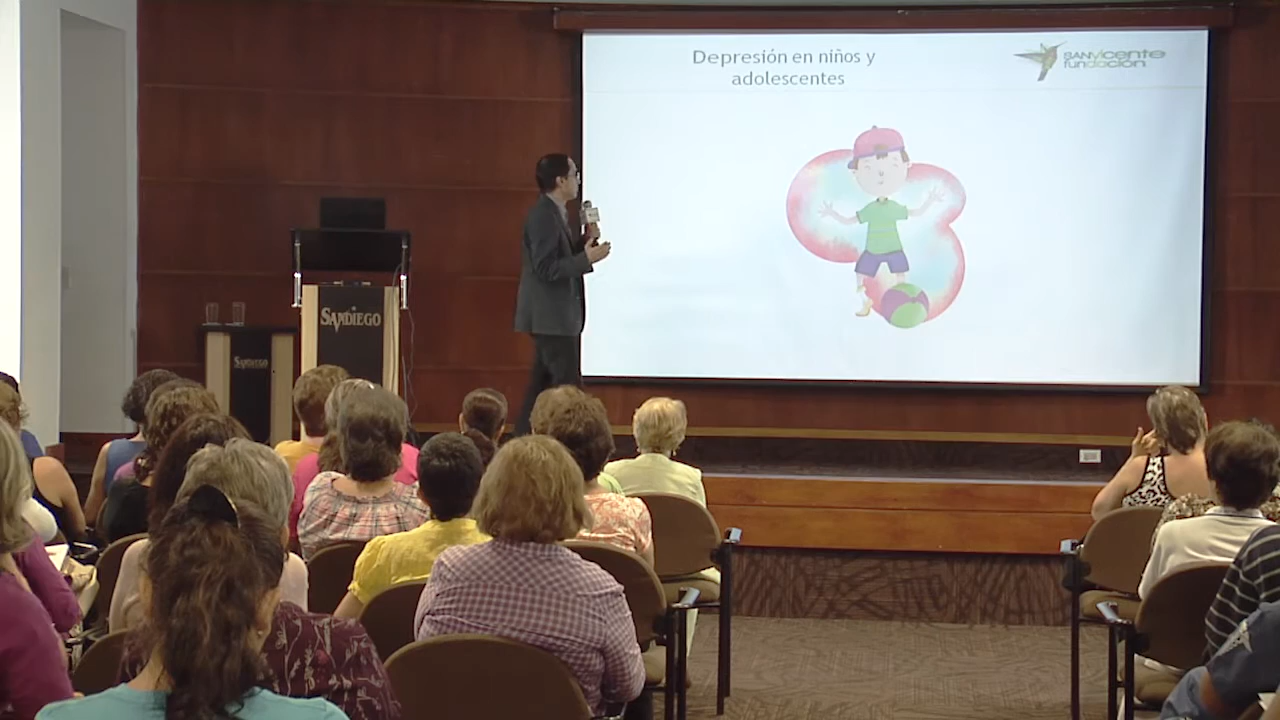 Depresión en niños y
adolescentes
SANVicente
fundación
SANDIEGO
SANDIEGO